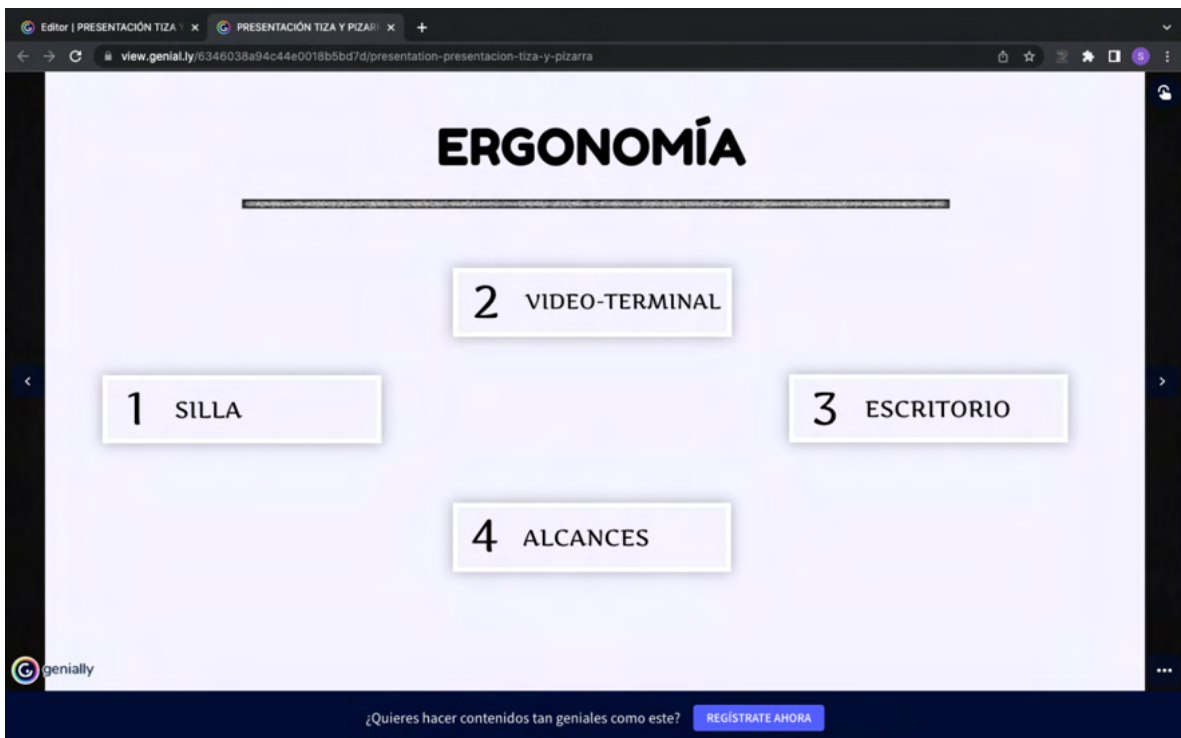 Editor | PRESENTACIÓN TIZA Y
PRESENTACIÓN TIZA Y PIZAR
view.genial.ly/6346038a94c44e0018b5bd7d/presentation-presentacion-tiza-y-pizarra
S
ERGONOMÍA
2 VIDEO-TERMINAL
1 SILLA
3 ESCRITORIO
4 ALCANCES
genially
¿Quieres hacer contenidos tan geniales como este? REGÍSTRATE AHORA